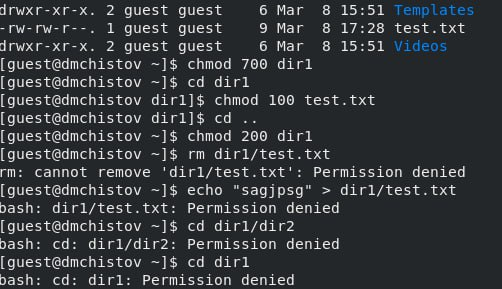 drwxr-xr-x. 2 guest guest    6 Mar  8 15:51 Templates
-rw-rw-r--. 1 guest guest    9 Mar  8 17:28 test.txt
drwxr-xr-x. 2 guest guest    6 Mar  8 15:51 Videos
[guest@dmchistov ~]$ chmod 700 dir1
[guest@dmchistov ~]$ cd dir1
[guest@dmchistov dir1]$ chmod 100 test.txt
[guest@dmchistov dir1]$ cd ..
[guest@dmchistov ~]$ chmod 200 dir1
[guest@dmchistov ~]$ rm dir1/test.txt
rm: cannot remove 'dir1/test.txt': Permission denied
[guest@dmchistov ~]$ echo "sagjpsg" > dir1/test.txt
bash: dir1/test.txt: Permission denied
[guest@dmchistov ~]$ cd dir1/dir2
bash: cd: dir1/dir2: Permission denied
[guest@dmchistov ~]$ cd dir1
bash: cd: dir1: Permission denied